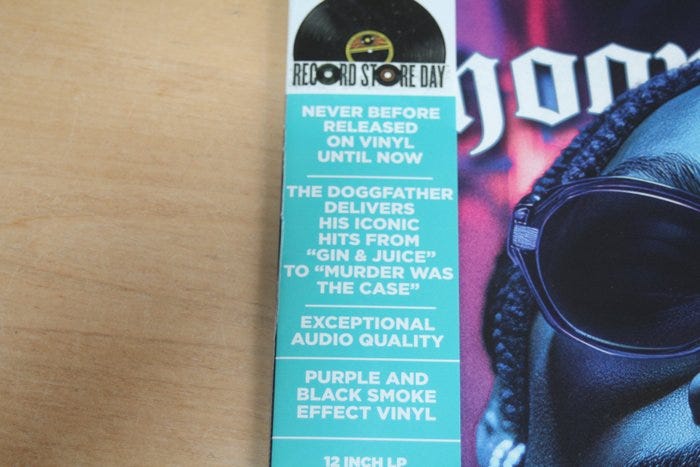 RECORD STORE DAY
NEVER BEFORE
RELEASED
ON VINYL
UNTIL NOW
THE DOGGFATHER
DELIVERS
HIS ICONIC
HITS FROM
“GIN & JUICE”
TO “MURDER WAS
THE CASE”
EXCEPTIONAL
AUDIO QUALITY
PURPLE AND
BLACK SMOKE
EFFECT VINYL
12 INCH LP